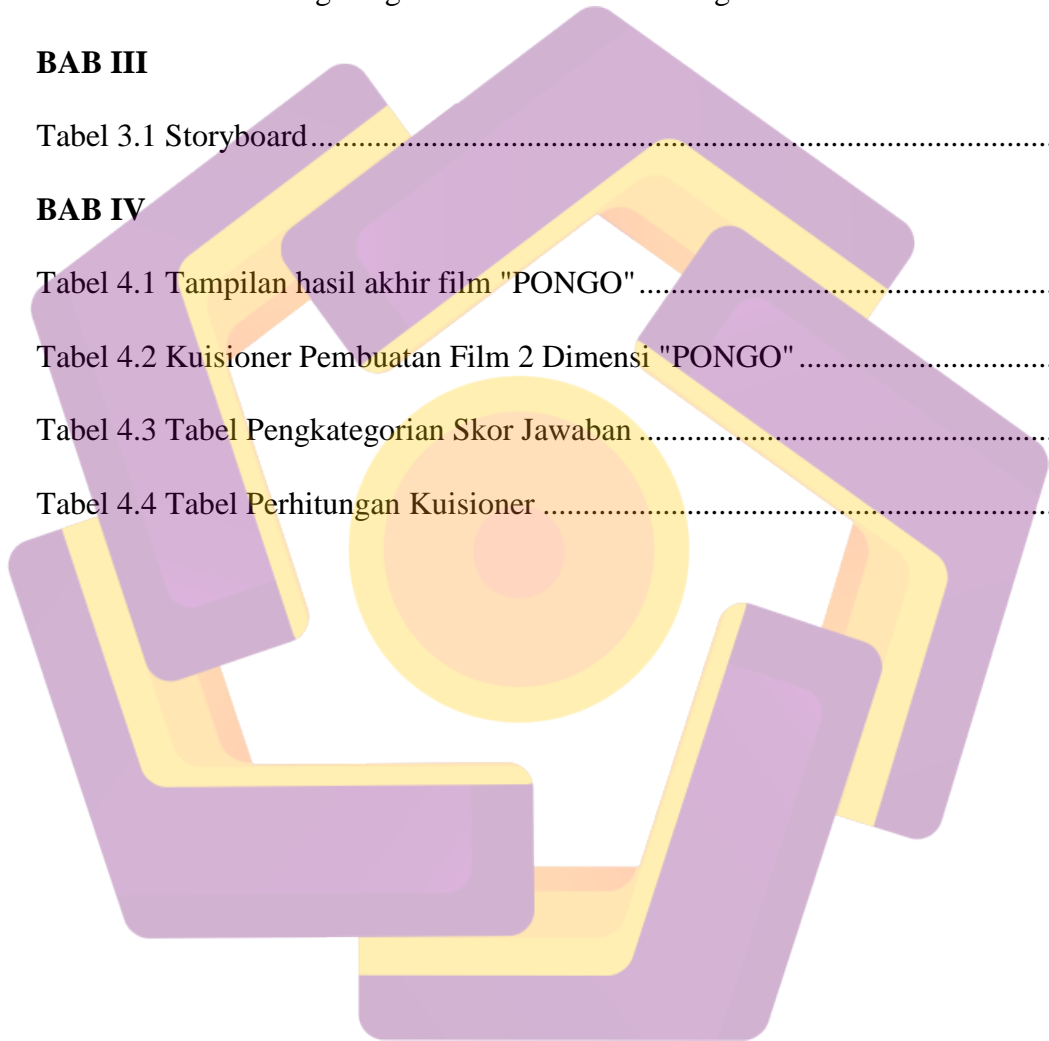 BAB III
Tabel 3.1 Storyboard.......................................................................................
BAB IV
Tabel 4.1 Tampilan hasil akhir film "PONGO"................................................
Tabel 4.2 Kuisioner Pembuatan Film 2 Dimensi "PONGO".............................
Tabel 4.3 Tabel Pengkategorian Skor Jawaban................................................
Tabel 4.4 Tabel Perhitungan Kuisioner...........................................................